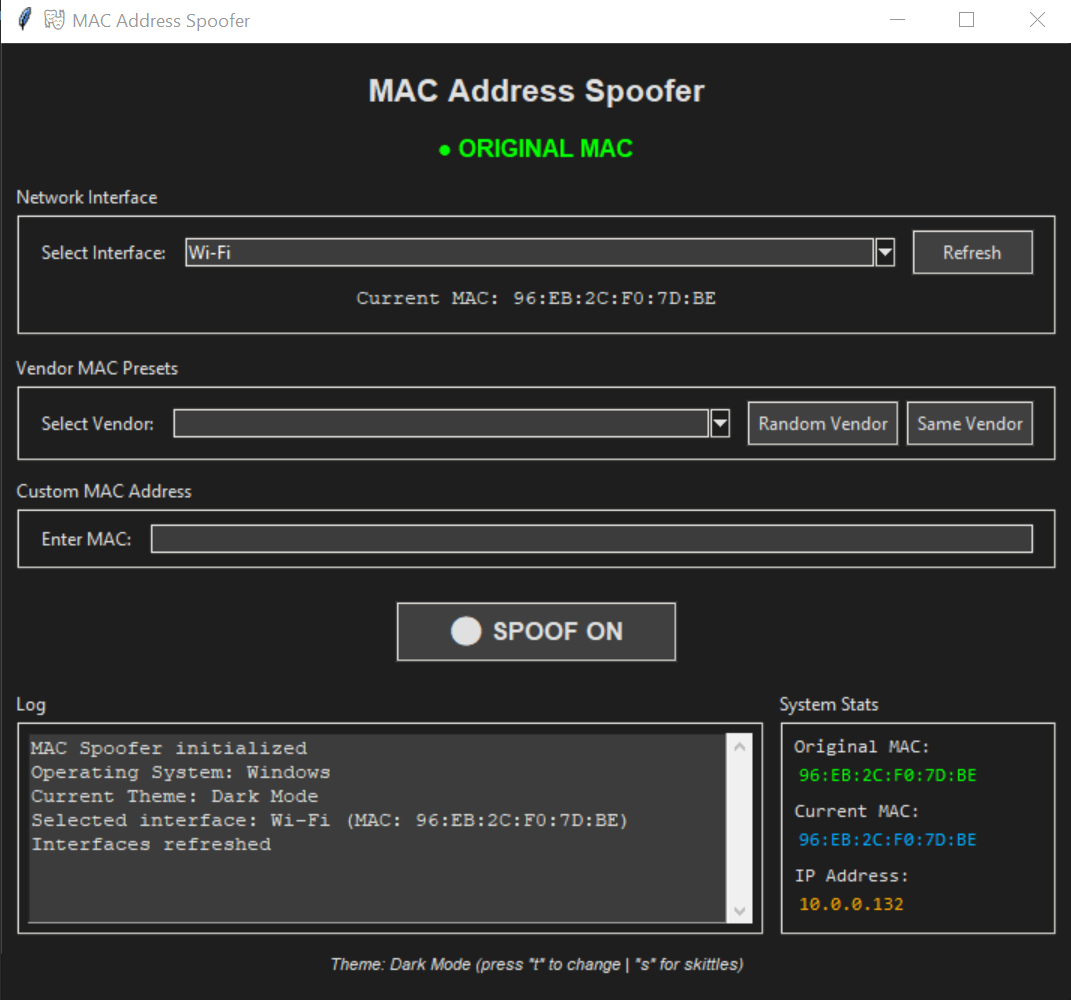 MAC Address Spoofer
MAC Address Spoofer
● ORIGINAL MAC
Network Interface
Select Interface: Wi-Fi Refresh
Current MAC: 96:EB:2C:F0:7D:BE
Vendor MAC Presets
Select Vendor: Random Vendor Same Vendor
Custom MAC Address
Enter MAC:
SPOOF ON
Log
MAC Spoofer initialized
Operating System: Windows
Current Theme: Dark Mode
Selected interface: Wi-Fi (MAC: 96:EB:2C:F0:7D:BE)
Interfaces refreshed
System Stats
Original MAC:
96:EB:2C:F0:7D:BE
Current MAC:
96:EB:2C:F0:7D:BE
IP Address:
10.0.0.132
Theme: Dark Mode (press "t" to change | "s" for skittles)